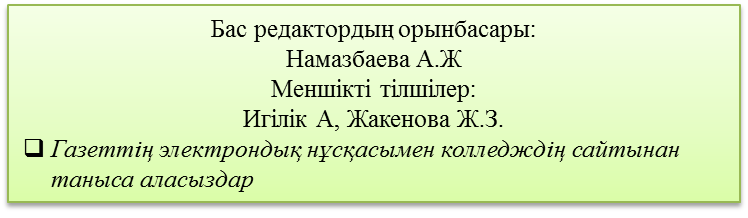 Бас редактордың орынбасары:
Намазбаева А.Ж
Меншікті тілшілер:
Игілік А, Жакенова Ж.З.
❑ Газеттің электрондық нұсқасымен колледждің сайтынан
таныса аласыздар